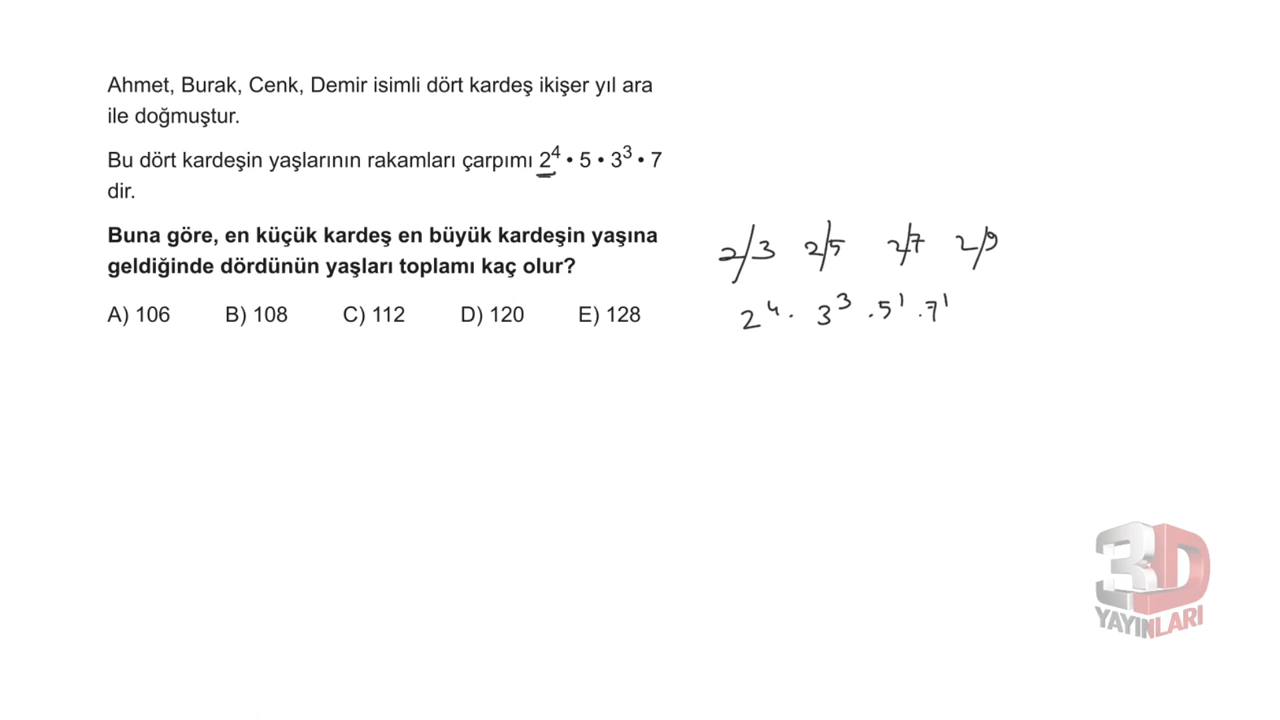 Ahmet, Burak, Cenk, Demir isimli dört kardeş ikişer yıl ara
ile doğmuştur.
Bu dört kardeşin yaşlarının rakamları çarpımı 2⁴ • 5 • 3³ • 7
dir.
Buna göre, en küçük kardeş en büyük kardeşin yaşına
geldiğinde dördünün yaşları toplamı kaç olur?
A) 106 B) 108 C) 112 D) 120 E) 128
2/3 2/5 2/7 2/9
2⁴ . 3³ . 5¹ . 7¹
3D
YAYINLARI